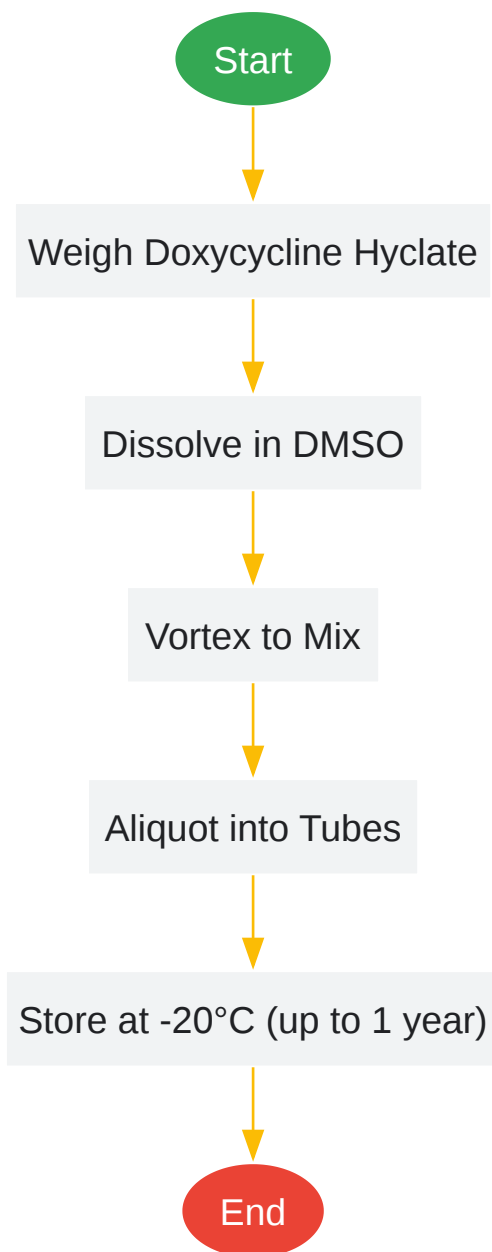 Start
Weigh Doxycycline Hyclate
Dissolve in DMSO
Vortex to Mix
Aliquot into Tubes
Store at -20°C (up to 1 year)
End